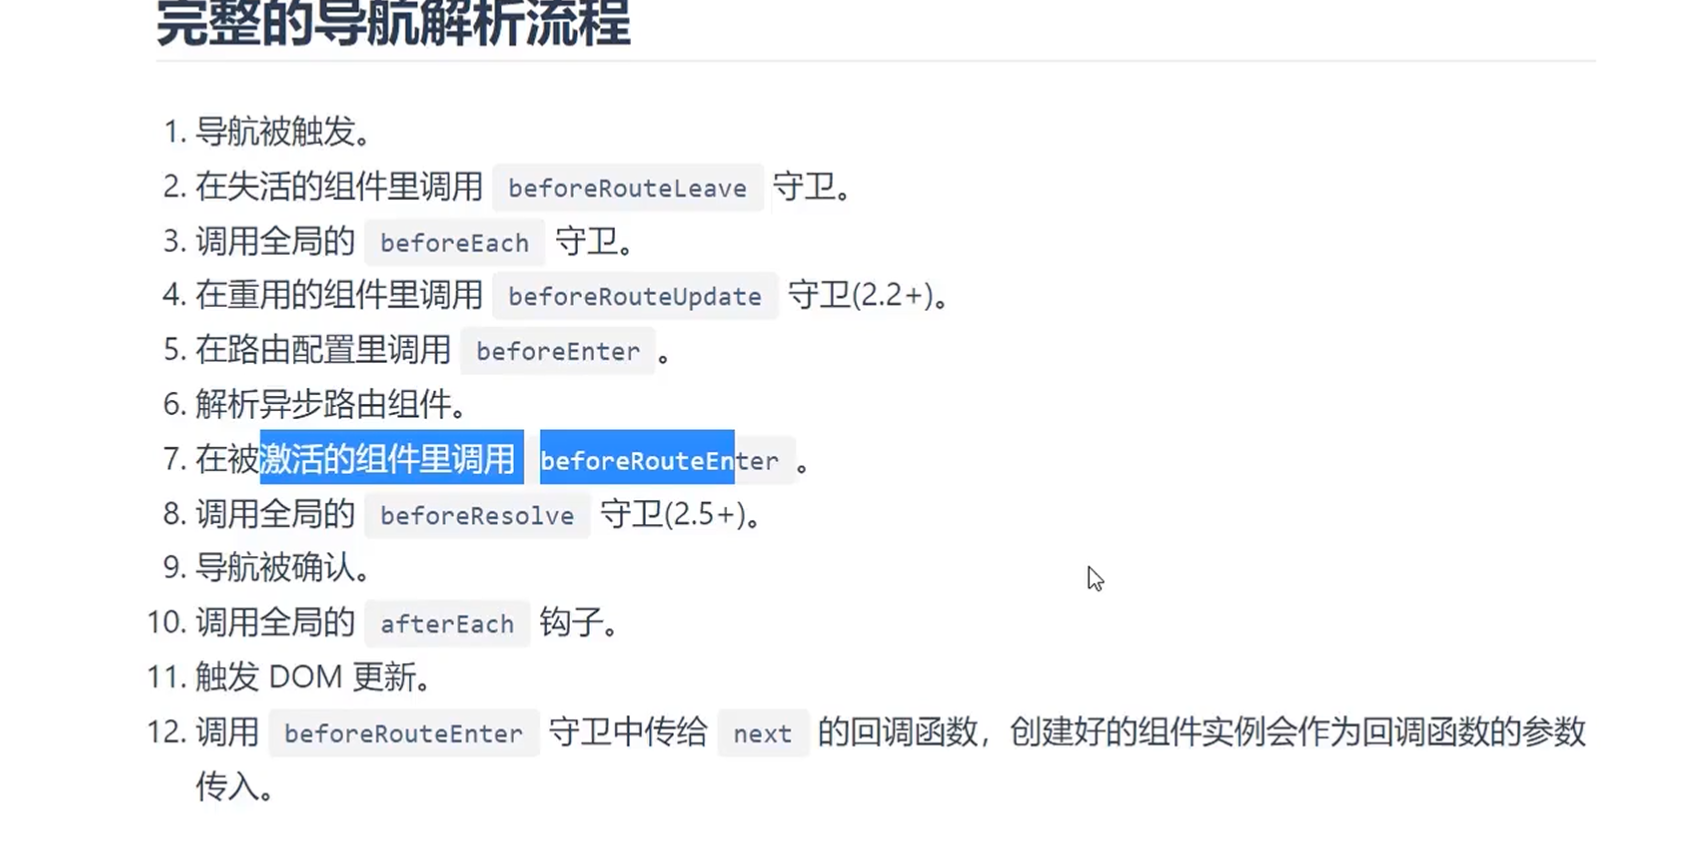 完整的导航解析流程
1. 导航被触发。
2. 在失活的组件里调用 beforeRouteLeave 守卫。
3. 调用全局的 beforeEach 守卫。
4. 在重用的组件里调用 beforeRouteUpdate 守卫(2.2+)。
5. 在路由配置里调用 beforeEnter 。
6. 解析异步路由组件。
7. 在被激活的组件里调用 beforeRouteEnter 。
8. 调用全局的 beforeResolve 守卫(2.5+)。
9. 导航被确认。
10. 调用全局的 afterEach 钩子。
11. 触发 DOM 更新。
12. 调用 beforeRouteEnter 守卫中传给 next 的回调函数，创建好的组件实例会作为回调函数的参数
传入。